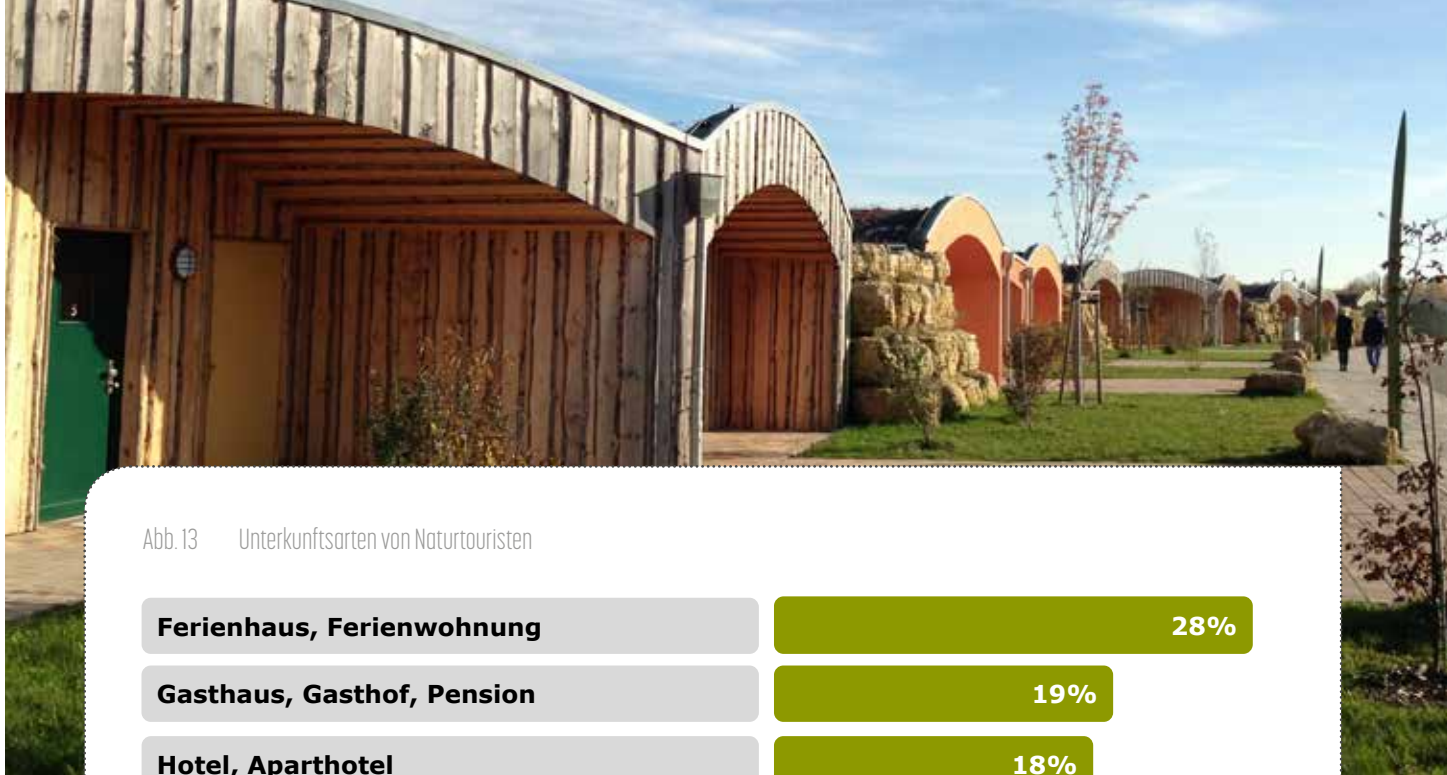 Abb. 13 Unterkunftsarten von Naturtouristen
Ferienhaus, Ferienwohnung 28%
Gasthaus, Gasthof, Pension 19%
Hotel, Aparthotel 18%